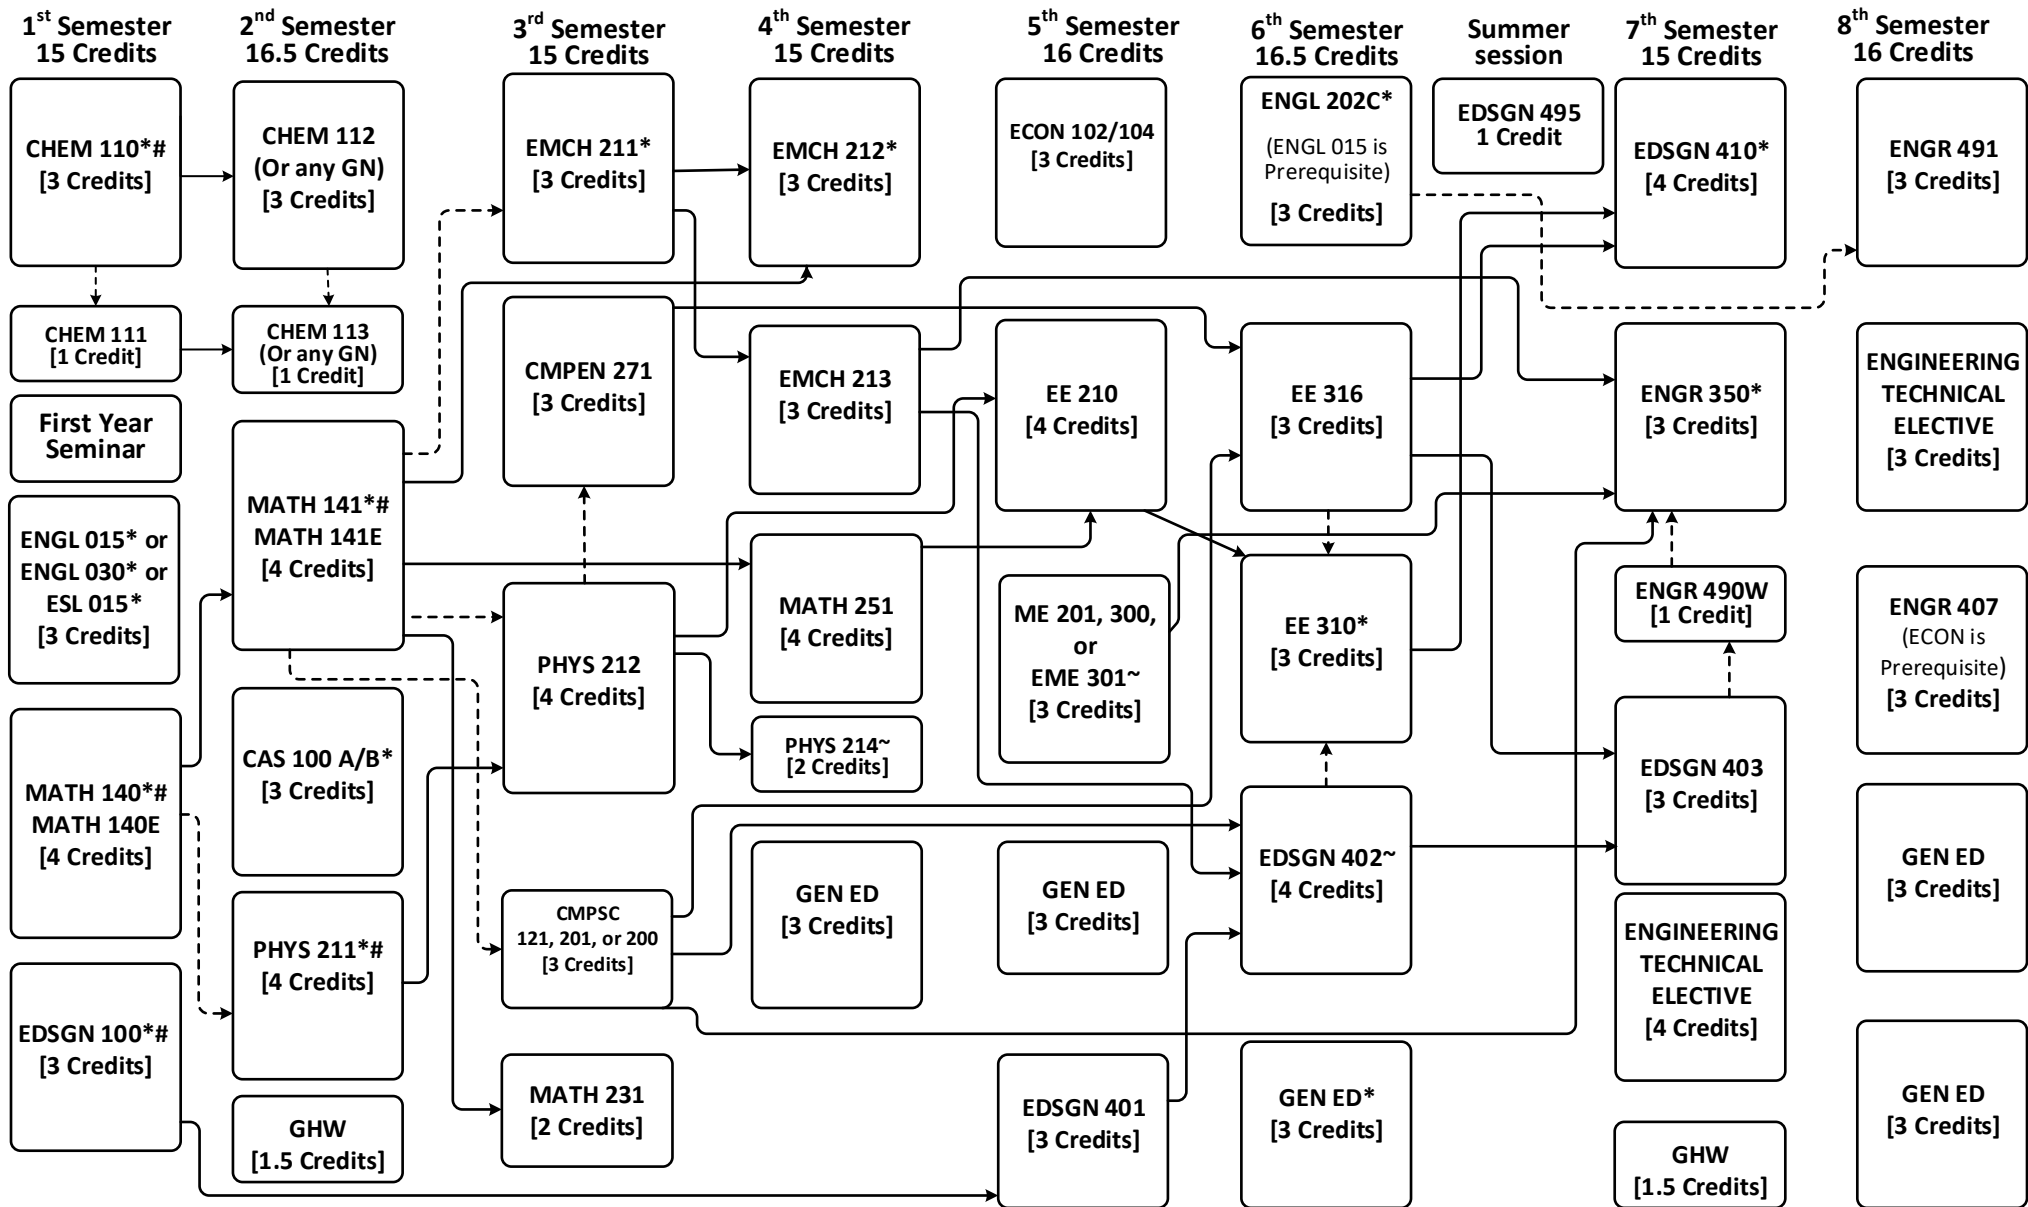 1st Semester
15 Credits
CHEM 110*#
[3 Credits]
CHEM 111
[1 Credit]
First Year
Seminar
ENGL 015* or
ENGL 030* or
ESL 015*
[3 Credits]
MATH 140*#
MATH 140E
[4 Credits]
EDSGN 100*#
[3 Credits]
2nd Semester
16.5 Credits
CHEM 112
(Or any GN)
[3 Credits]
CHEM 113
(Or any GN)
[1 Credit]
MATH 141*#
MATH 141E
[4 Credits]
CAS 100 A/B*
[3 Credits]
PHYS 211*#
[4 Credits]
GHW
[1.5 Credits]
3rd Semester
15 Credits
EMCH 211*
[3 Credits]
CMPEN 271
[3 Credits]
PHYS 212
[4 Credits]
CMPSC
121, 201, or 200
[3 Credits]
MATH 231
[2 Credits]
4th Semester
15 Credits
EMCH 212*
[3 Credits]
EMCH 213
[3 Credits]
MATH 251
[4 Credits]
PHYS 214~
[2 Credits]
GEN ED
[3 Credits]
5th Semester
16 Credits
ECON 102/104
[3 Credits]
EE 210
[4 Credits]
ME 201, 300,
or
EME 301~
[3 Credits]
GEN ED
[3 Credits]
EDSGN 401
[3 Credits]
6th Semester
16.5 Credits
ENGL 202C*
(ENGL 015 is
Prerequisite)
[3 Credits]
EE 316
[3 Credits]
EE 310*
[3 Credits]
EDSGN 402~
[4 Credits]
GEN ED*
[3 Credits]
Summer
session
EDSGN 495
1 Credit
7th Semester
15 Credits
EDSGN 410*
[4 Credits]
ENGR 350*
[3 Credits]
ENGR 490W
[1 Credit]
EDSGN 403
[3 Credits]
ENGINEERING
TECHNICAL
ELECTIVE
[4 Credits]
GHW
[1.5 Credits]
8th Semester
16 Credits
ENGR 491
[3 Credits]
ENGINEERING
TECHNICAL
ELECTIVE
[3 Credits]
ENGR 407
(ECON is
Prerequisite)
[3 Credits]
GEN ED
[3 Credits]
GEN ED
[3 Credits]